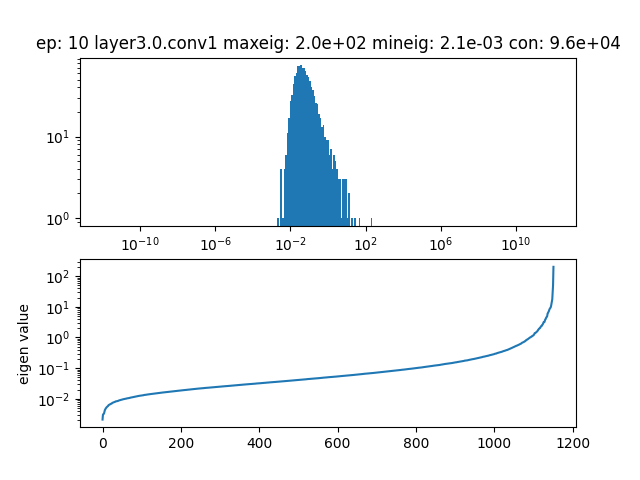 ep: 10 layer3.0.conv1 maxeig: 2.0e+02 mineig: 2.1e-03 con: 9.6e+04
10¹
10⁰
10⁻¹⁰ 10⁻⁶ 10⁻² 10² 10⁶ 10¹⁰
eigen value
10²
10¹
10⁰
10⁻¹
10⁻²
0 200 400 600 800 1000 1200